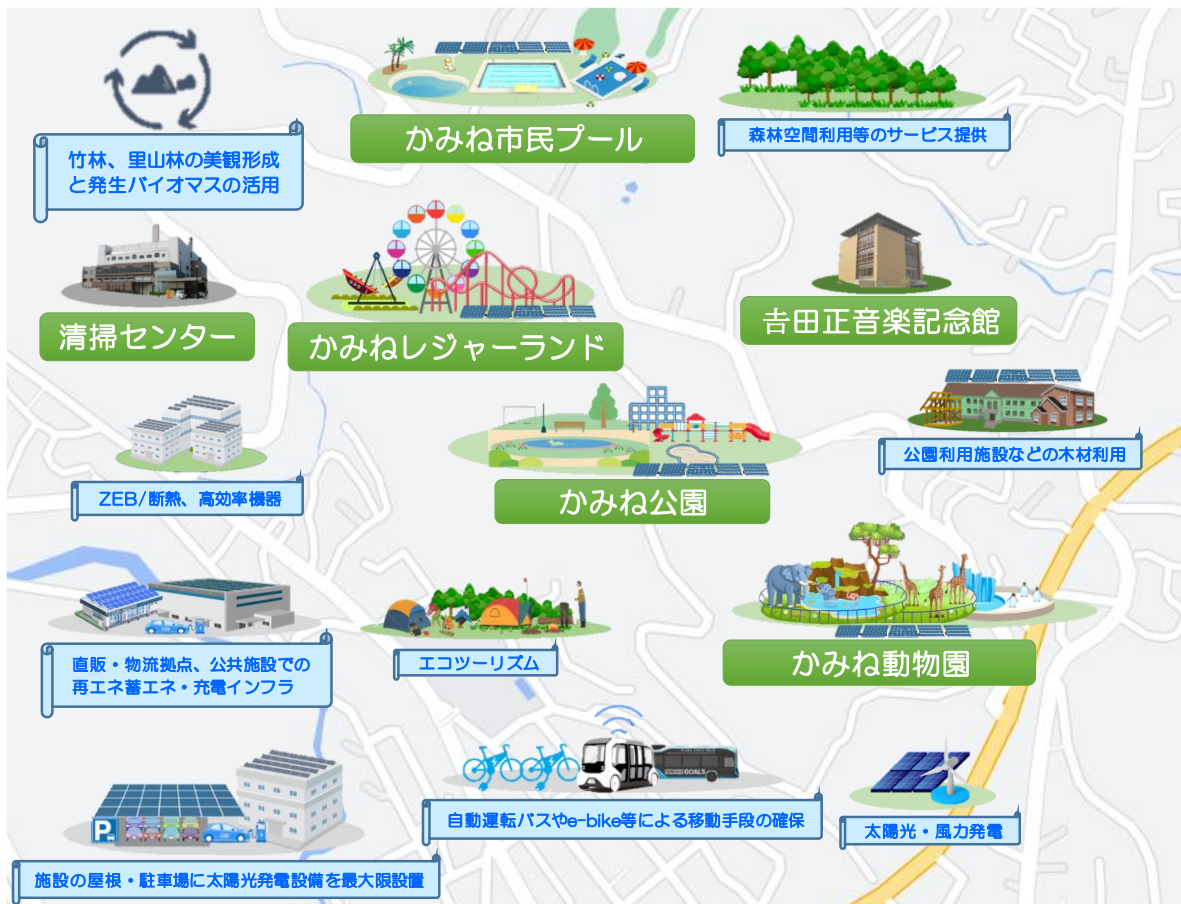 かみね市民プール
森林空間利用等のサービス提供
竹林、里山林の美観形成
と発生バイオマスの活用
清掃センター
かみねレジャーランド
𠮷田正音楽記念館
公園利用施設などの木材利用
ZEB/断熱、高効率機器
かみね公園
直販・物流拠点、公共施設での
再エネ蓄エネ・充電インフラ
エコツーリズム
かみね動物園
GOALS
P
自動運転バスやe-bike等による移動手段の確保
太陽光・風力発電
施設の屋根・駐車場に太陽光発電設備を最大限設置